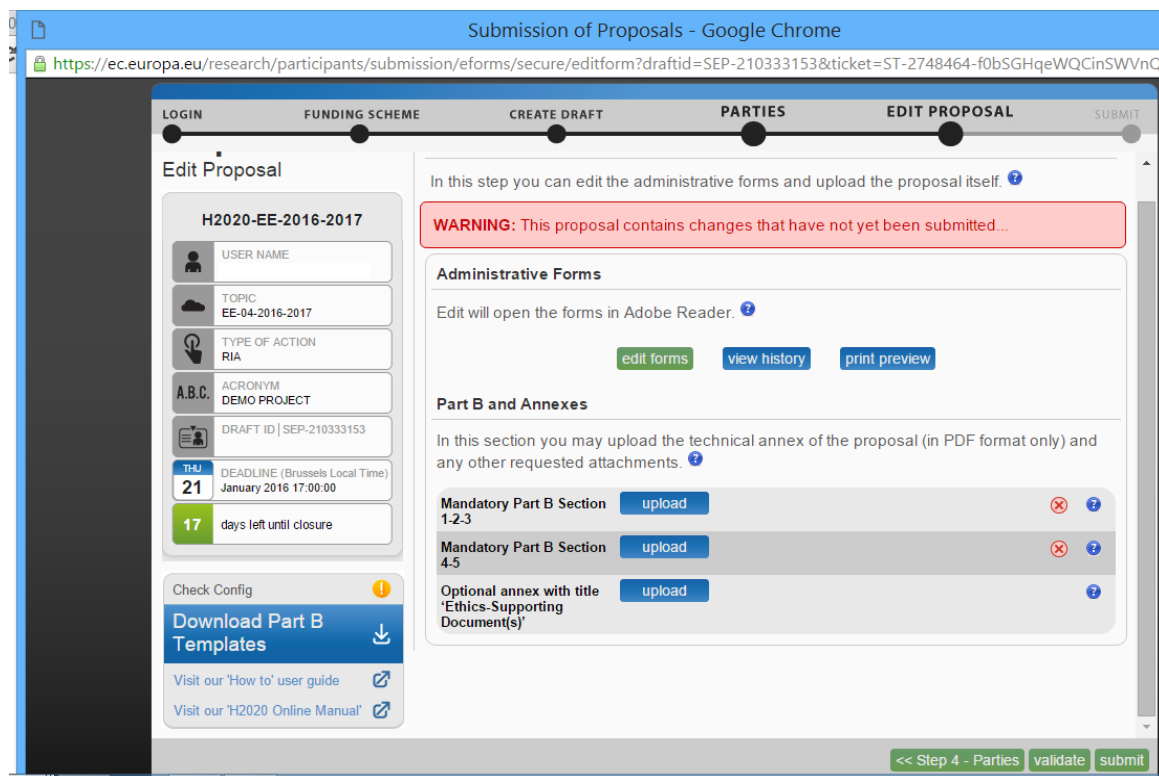 Submission of Proposals - Google Chrome
https://ec.europa.eu/research/participants/submission/eforms/secure/editform?draftid=SEP-210333153&ticket=ST-2748464-f0bSGHqeWQCinSWVnQ
LOGIN FUNDING SCHEME CREATE DRAFT PARTIES EDIT PROPOSAL SUBMIT
Edit Proposal
H2020-EE-2016-2017
USER NAME
TOPIC
EE-04-2016-2017
TYPE OF ACTION
RIA
A.B.C.
ACRONYM
DEMO PROJECT
DRAFT ID | SEP-210333153
THU
21
DEADLINE (Brussels Local Time)
January 2016 17:00:00
17 days left until closure
Check Config
Download Part B
Templates
Visit our 'How to' user guide
Visit our 'H2020 Online Manual'
In this step you can edit the administrative forms and upload the proposal itself. ?
WARNING: This proposal contains changes that have not yet been submitted...
Administrative Forms
Edit will open the forms in Adobe Reader. ?
edit forms view history print preview
Part B and Annexes
In this section you may upload the technical annex of the proposal (in PDF format only) and
any other requested attachments. ?
Mandatory Part B Section upload ?
1-2-3
Mandatory Part B Section upload ?
4-5
Optional annex with title upload ?
‘Ethics-Supporting
Document(s)’
<< Step 4 - Parties validate submit